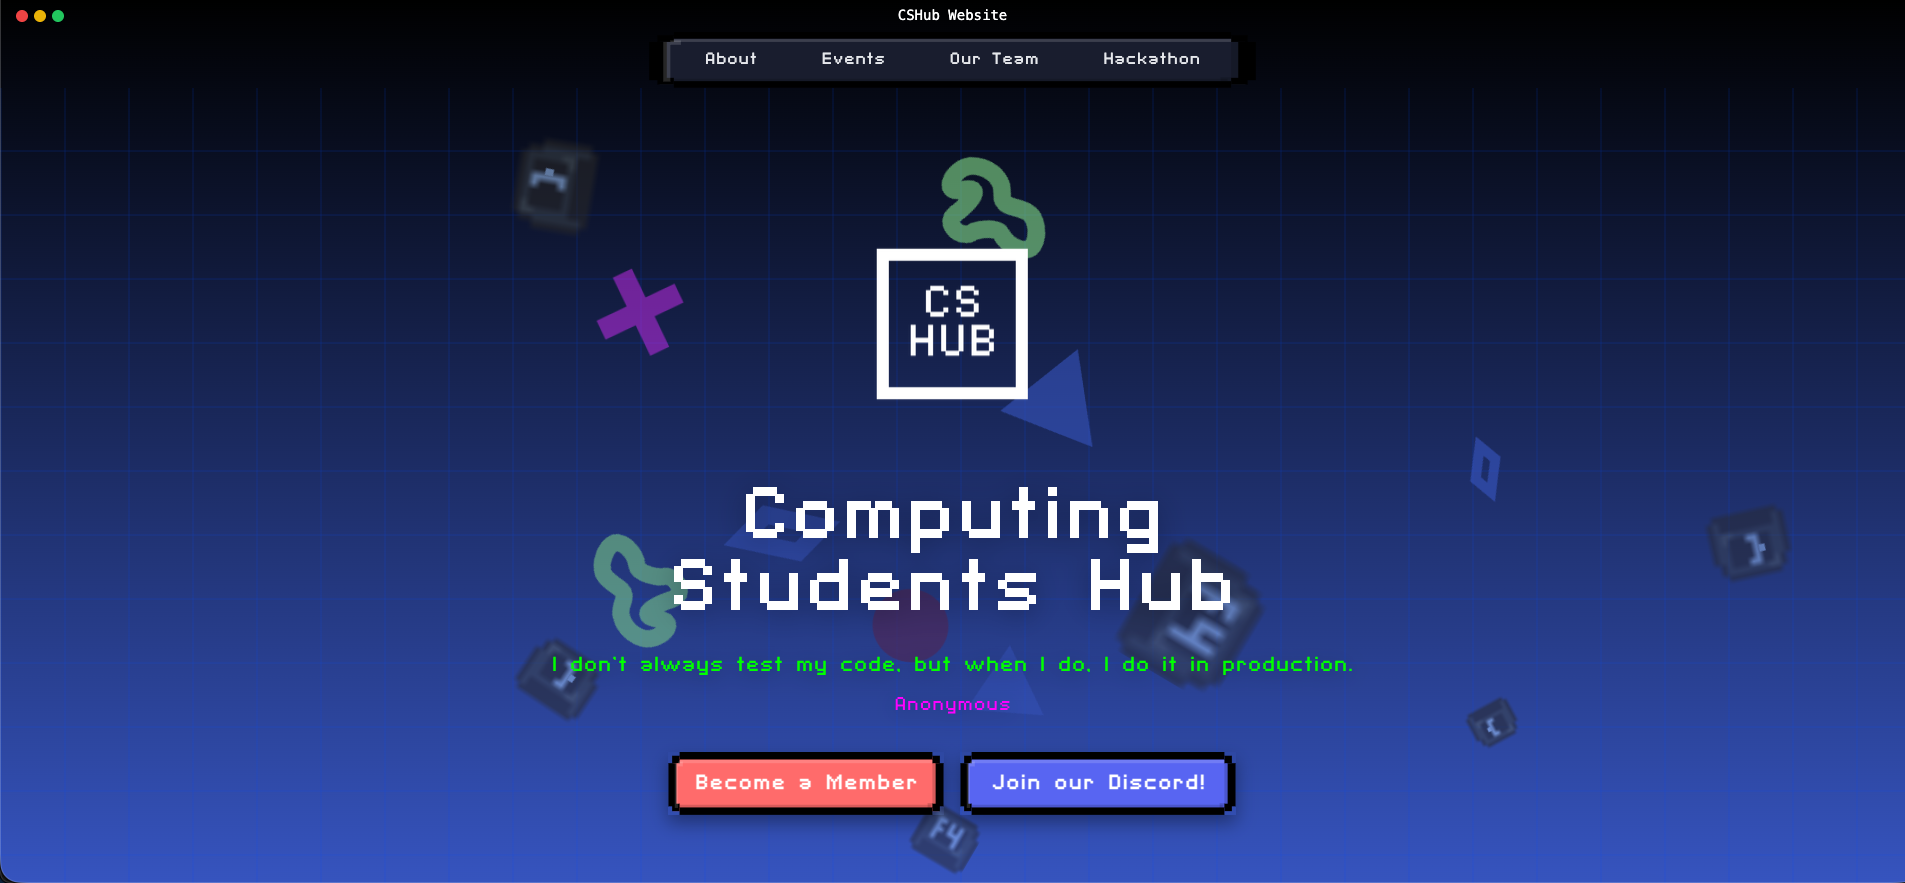 CSHub Website
About Events Our Team Hackathon
CS
HUB
Computing
Students Hub
I don't always test my code, but when I do, I do it in production.
Anonymous
Become a Member Join our Discord!
F4